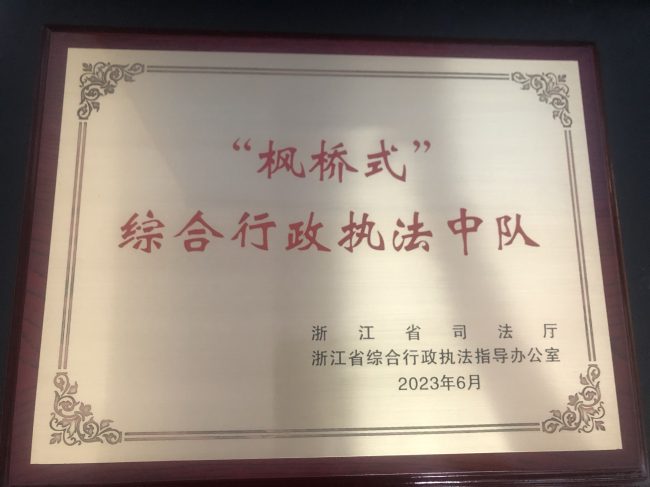 “枫桥式”
综合行政执法中队
浙江省司法厅
浙江省综合行政执法指导办公室
2023年6月